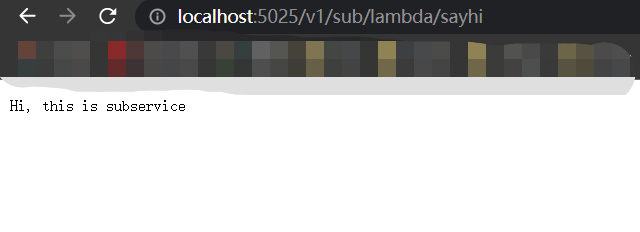 localhost:5025/v1/sub/lambda/sayhi
Hi, this is subservice